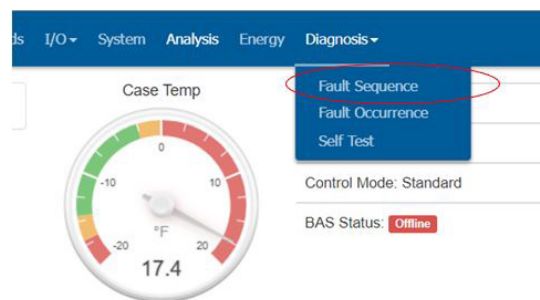 ds I/O System Analysis Energy Diagnosis
Fault Sequence
Fault Occurrence
Self Test
Case Temp
0
-10 10
-20 20
°F
17.4
Control Mode: Standard
BAS Status: Offline